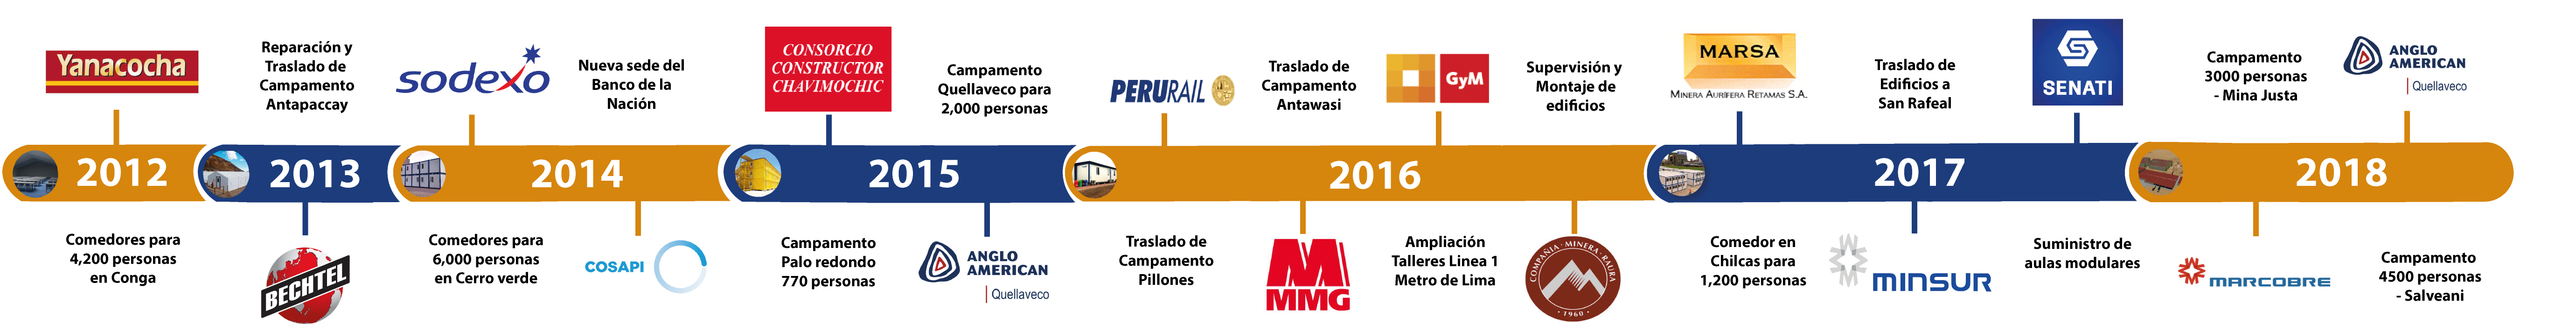 Yanacocha
2012
Comedores para
4,200 personas
en Conga
Reparación y
Traslado de
Campamento
Antapaccay
2013
BECHTEL
sodexo
2014
Comedores para
6,000 personas
en Cerro verde
Nueva sede del
Banco de la
Nación
COSAPI
CONSORCIO
CONSTRUCTOR
CHAVIMOCHIC
2015
Campamento
Palo redondo
770 personas
Campamento
Quellaveco para
2,000 personas
ANGLO
AMERICAN
Quellaveco
PERURAIL
2016
Traslado de
Campamento
Pillones
Traslado de
Campamento
Antawasi
MMG
GyM
Ampliación
Talleres Linea 1
Metro de Lima
Supervisión y
Montaje de
edificios
COMPAÑIA · MINERA · RAURA
· 1960 ·
MARSA
MINERA AURÍFERA RETAMAS S.A.
2017
Comedor en
Chilcas para
1,200 personas
Traslado de
Edificios a
San Rafeal
MINSUR
SENATI
Suministro de
aulas modulares
2018
Campamento
3000 personas
- Mina Justa
MARCOBRE
ANGLO
AMERICAN
Quellaveco
Campamento
4500 personas
- Salveani